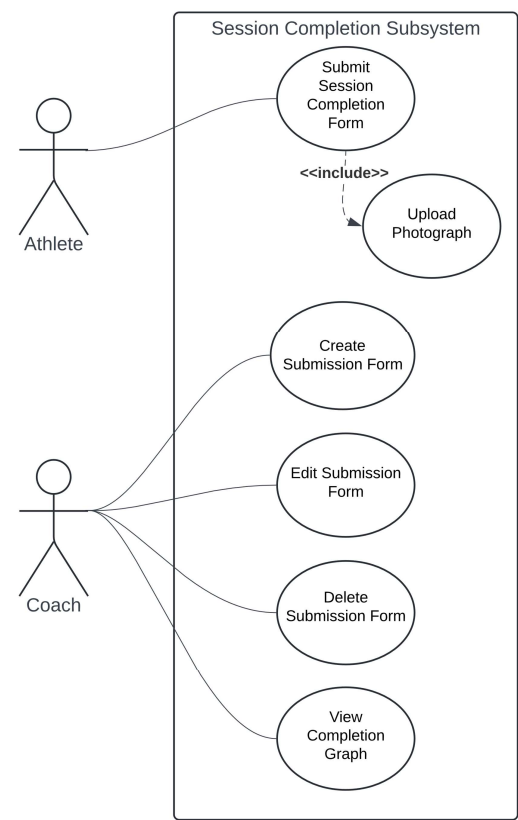 Session Completion Subsystem
Submit
Session
Completion
Form
<<include>>
Upload
Photograph
Athlete
Create
Submission Form
Edit Submission
Form
Coach
Delete
Submission Form
View
Completion
Graph